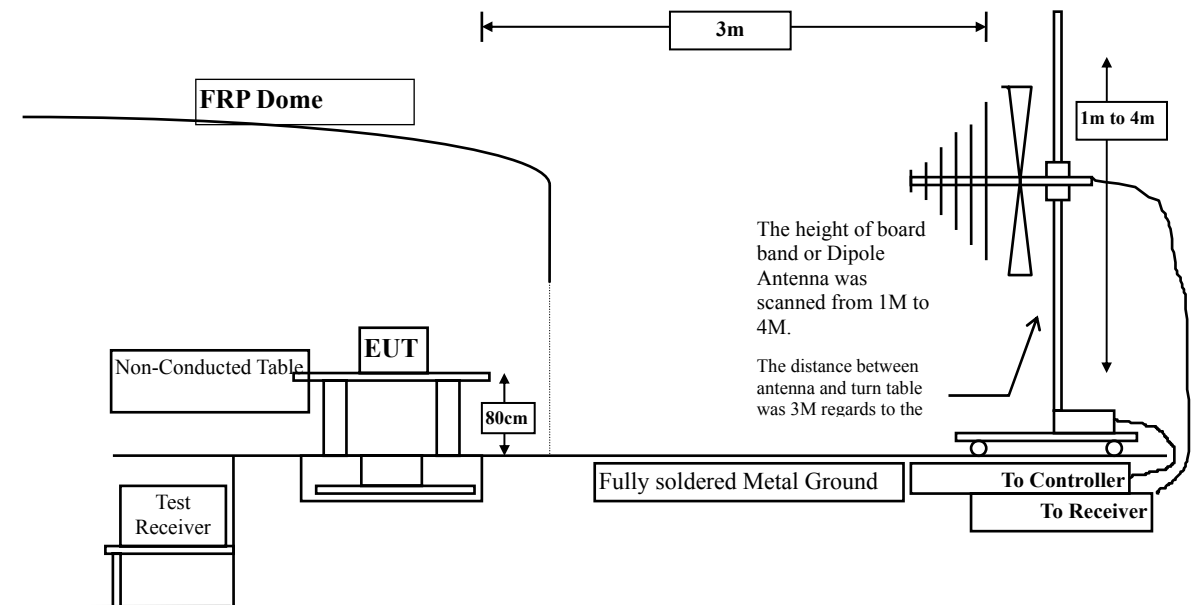 3m
FRP Dome
1m to 4m
The height of board
band or Dipole
Antenna was
scanned from 1M to
4M.
EUT
Non-Conducted Table
The distance between
antenna and turn table
was 3M regards to the
80cm
Fully soldered Metal Ground
To Controller
Test
Receiver
To Receiver